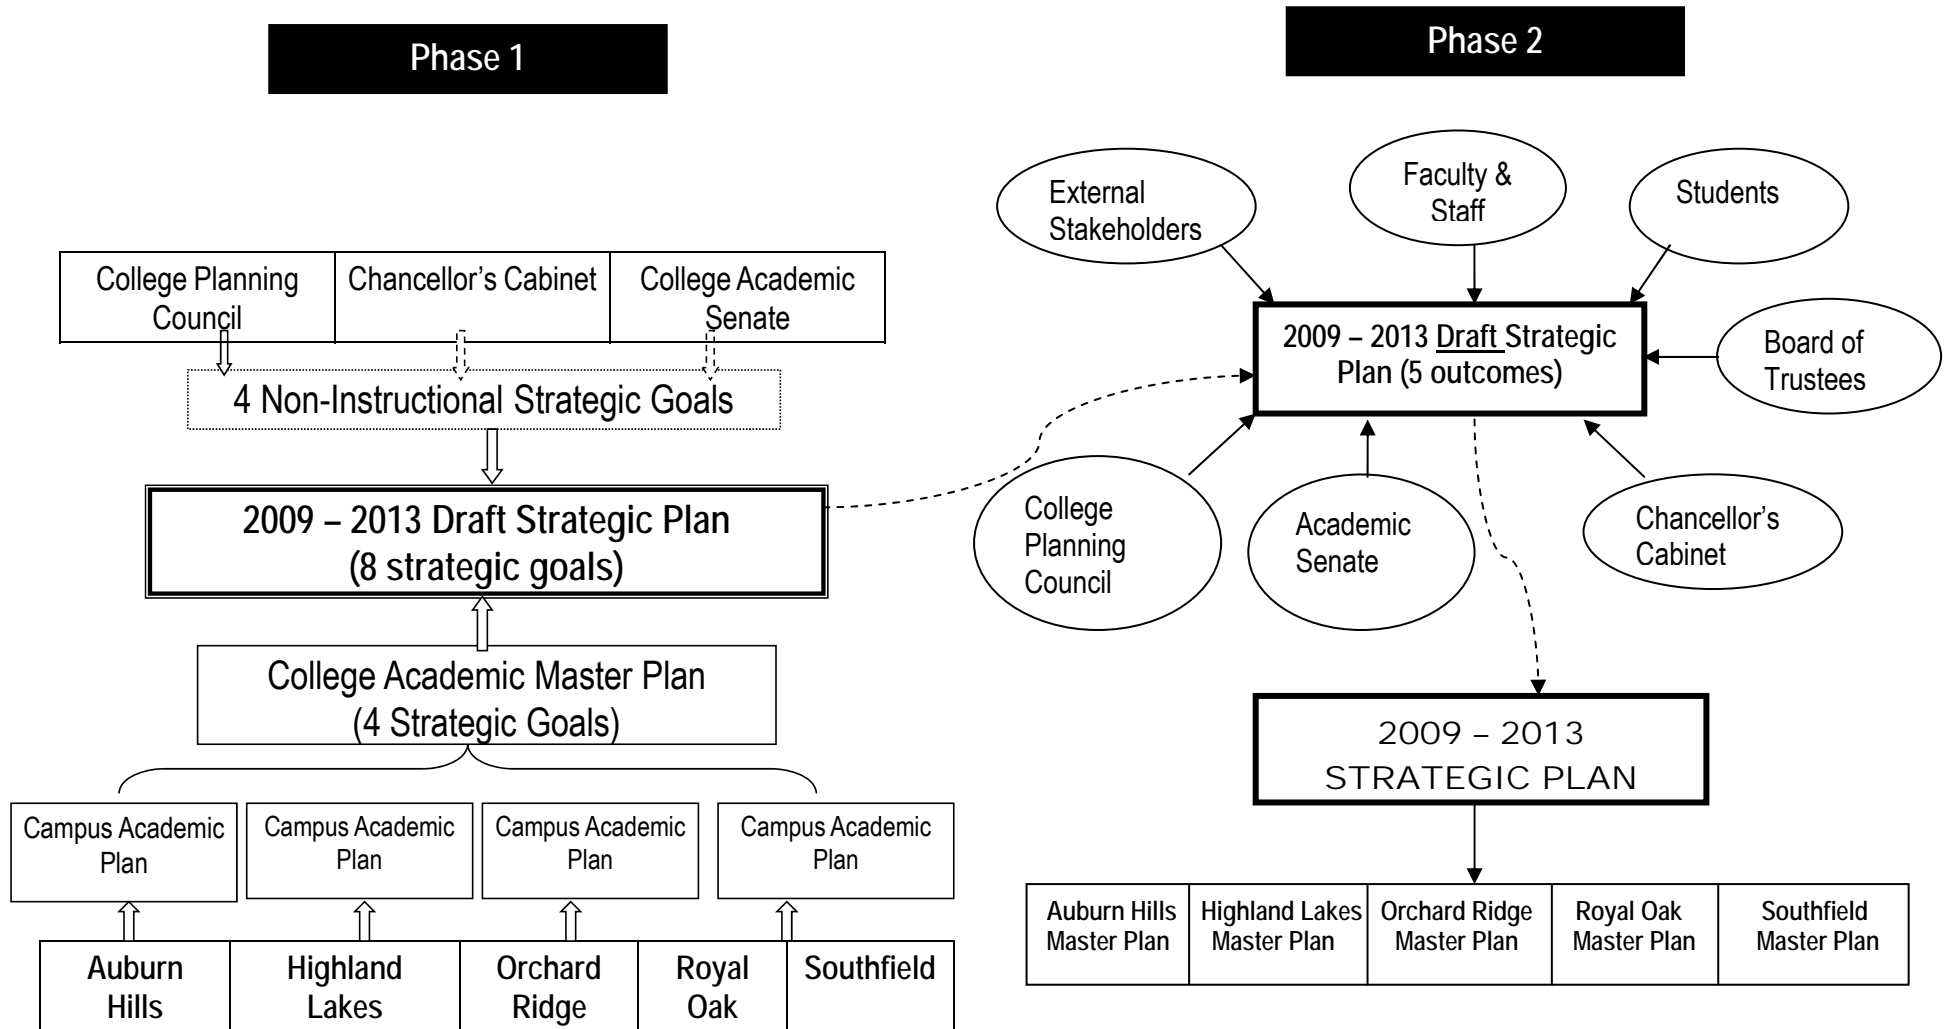 Phase 1
College Planning
Council
Chancellor's Cabinet
College Academic
Senate
4 Non-Instructional Strategic Goals
2009 – 2013 Draft Strategic Plan
(8 strategic goals)
College Academic Master Plan
(4 Strategic Goals)
Campus Academic
Plan
Campus Academic
Plan
Campus Academic
Plan
Campus Academic
Plan
Auburn
Hills
Highland
Lakes
Orchard
Ridge
Royal
Oak
Southfield
Phase 2
External
Stakeholders
Faculty &
Staff
Students
2009 – 2013 Draft Strategic
Plan (5 outcomes)
Board of
Trustees
College
Planning
Council
Academic
Senate
Chancellor's
Cabinet
2009 – 2013
STRATEGIC PLAN
Auburn Hills
Master Plan
Highland Lakes
Master Plan
Orchard Ridge
Master Plan
Royal Oak
Master Plan
Southfield
Master Plan